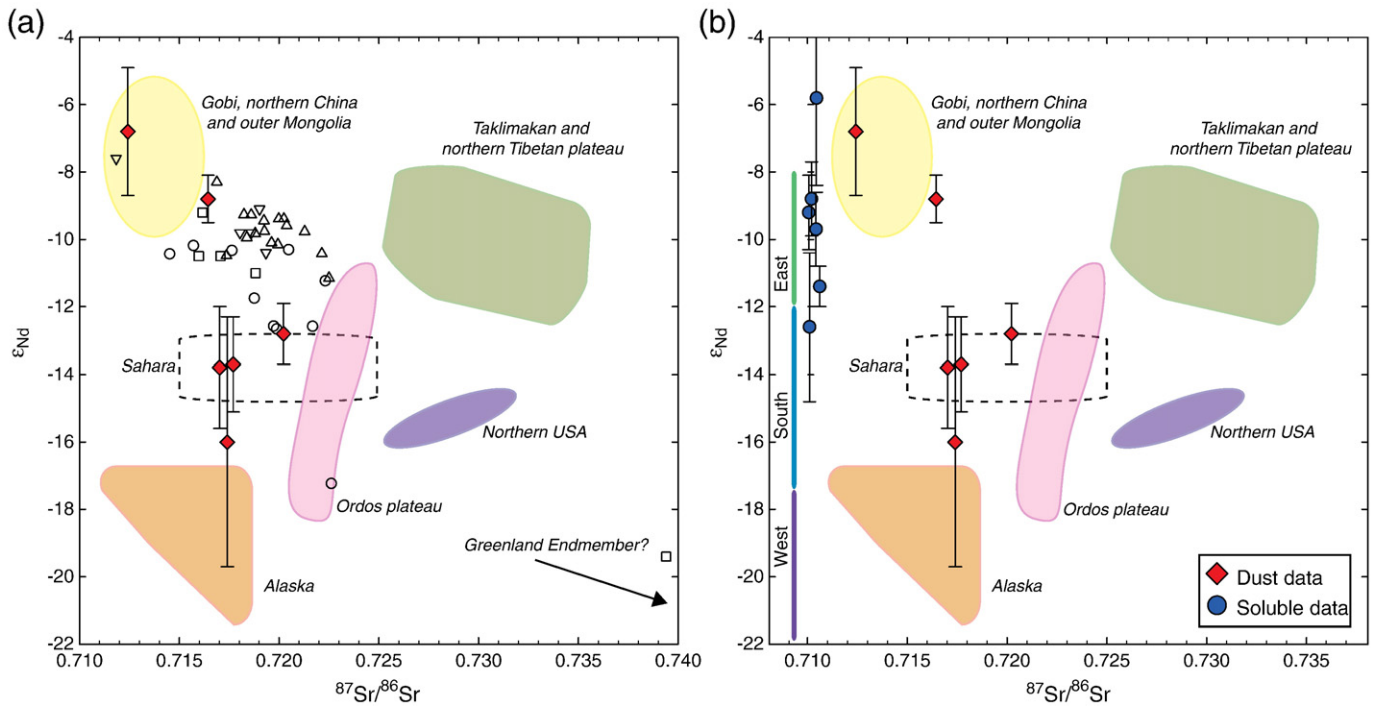 (a)
-4
-6
-8
-10
-12
-14
-16
-18
-20
-22
εNd
0.710
0.715
0.720
0.725
0.730
0.735
0.740
87Sr/86Sr
Gobi, northern China
and outer Mongolia
Taklimakan and
northern Tibetan plateau
Sahara
Northern USA
Ordos plateau
Greenland Endmember?
Alaska
(b)
-4
-6
-8
-10
-12
-14
-16
-18
-20
-22
εNd
0.710
0.715
0.720
0.725
0.730
0.735
87Sr/86Sr
East
South
West
Gobi, northern China
and outer Mongolia
Taklimakan and
northern Tibetan plateau
Sahara
Northern USA
Ordos plateau
Alaska
Dust data
Soluble data